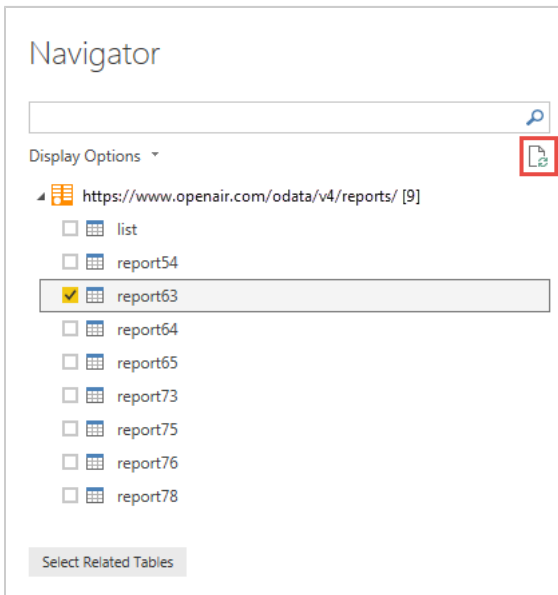 Navigator
Display Options
https://www.openair.com/odata/v4/reports/ [9]
list
report54
report63
report64
report65
report73
report75
report76
report78
Select Related Tables